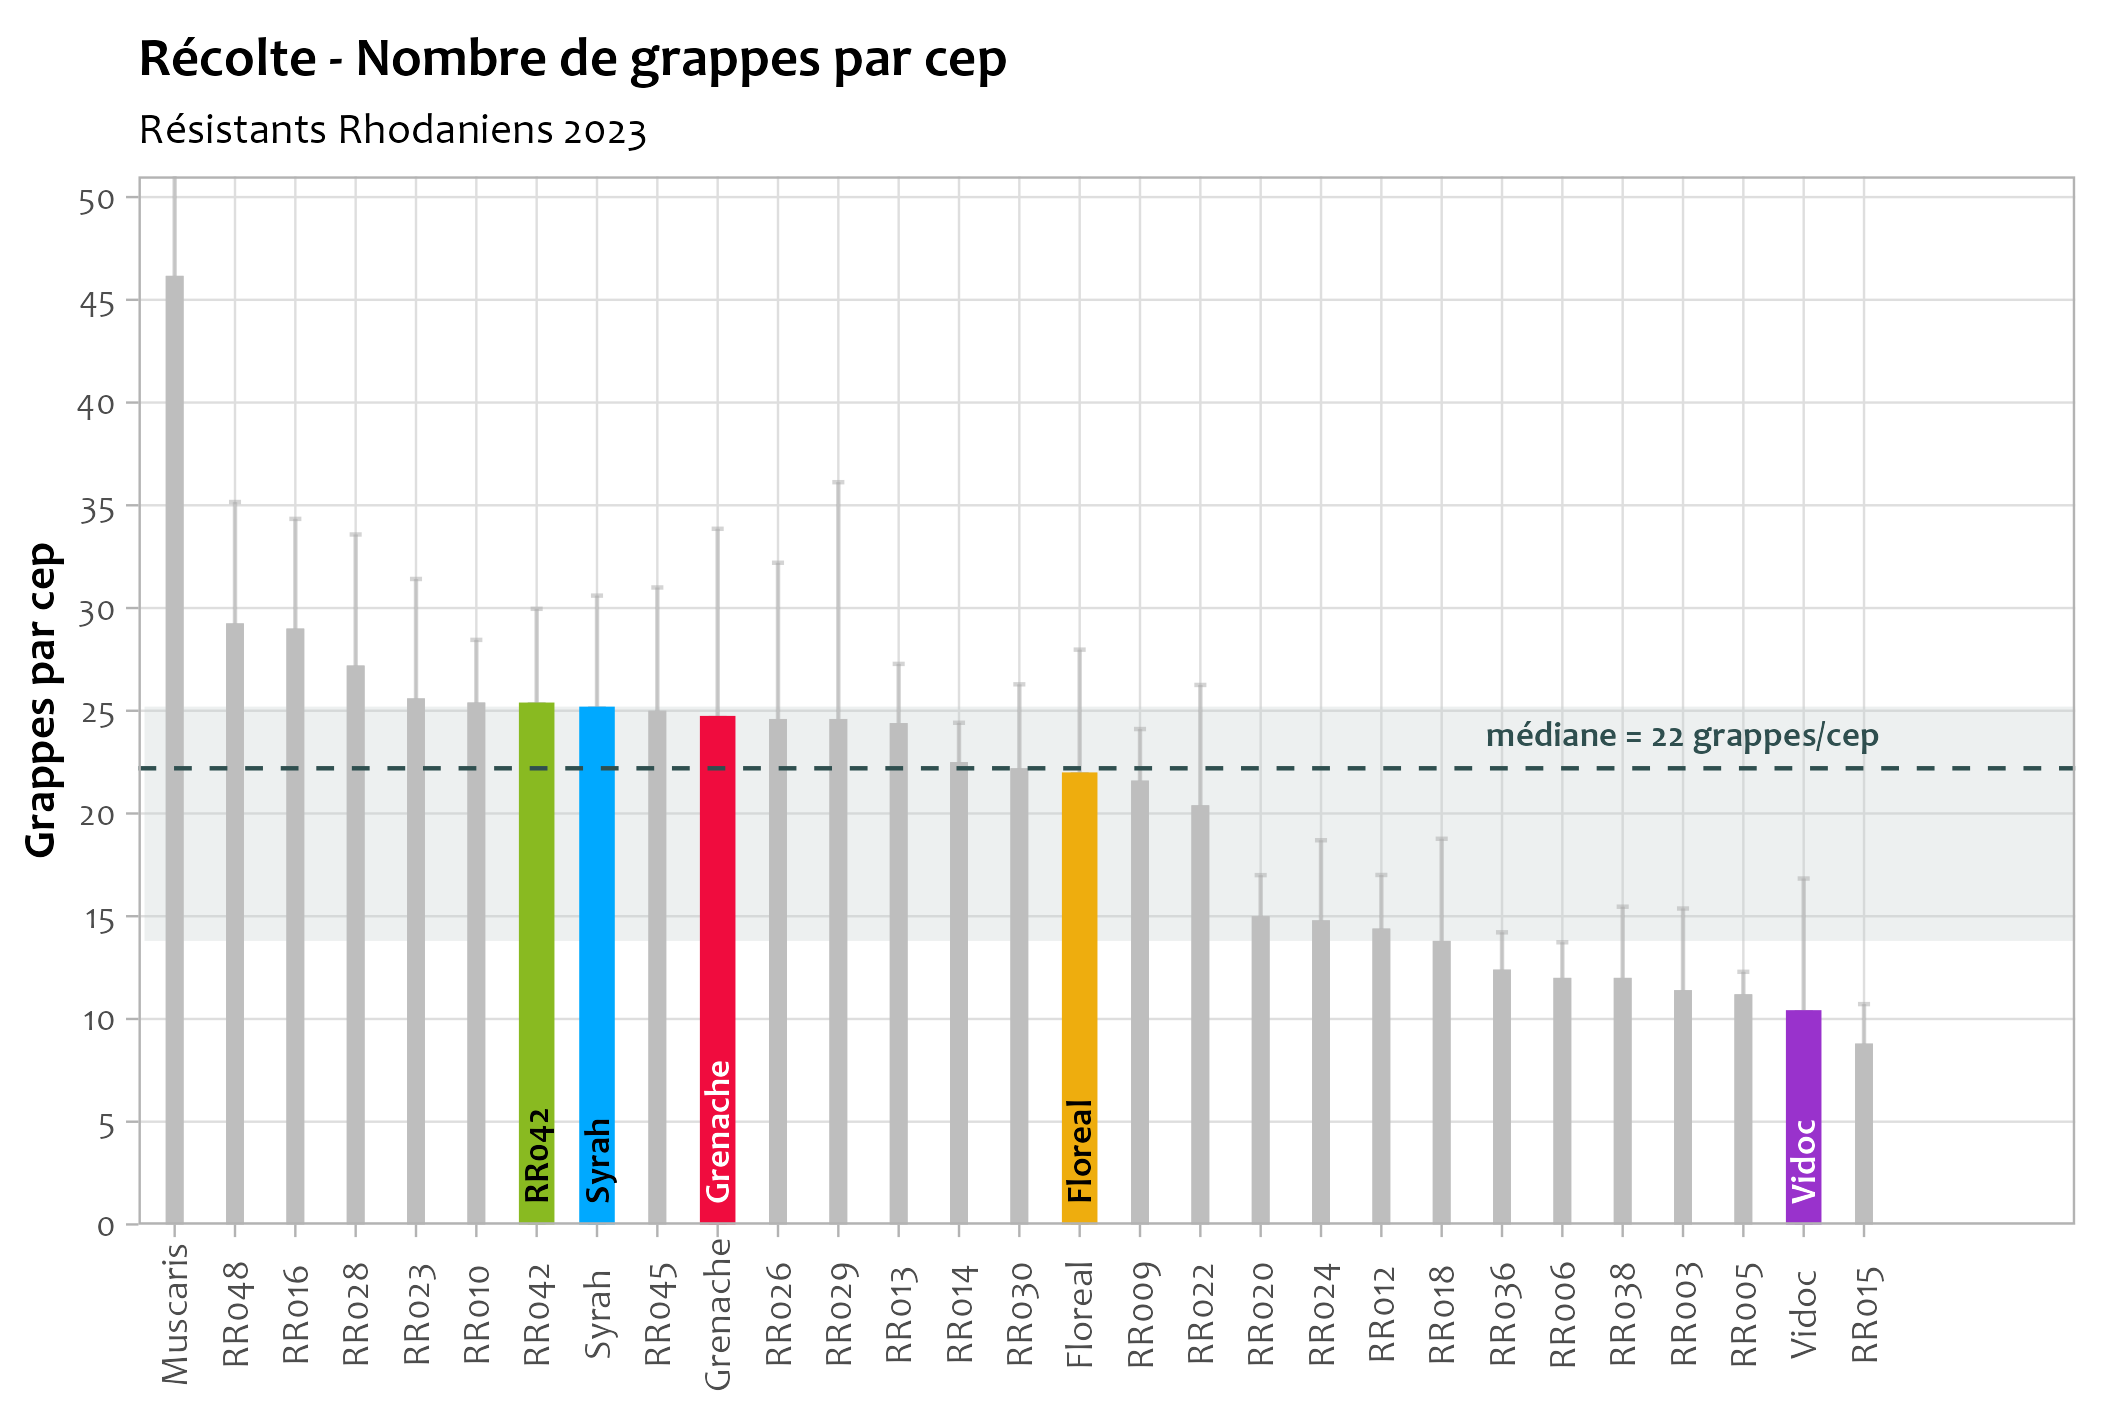 Récolte - Nombre de grappes par cep
Résistants Rhodaniens 2023
Grappes par cep
50
45
40
35
30
25
20
15
10
5
0
médiane = 22 grappes/cep
RR042
Syrah
Grenache
Floreal
Vidoc
Muscaris
RR048
RR016
RR028
RR023
RR010
RR042
Syrah
RR045
Grenache
RR026
RR029
RR013
RR014
RR030
Floreal
RR009
RR022
RR020
RR024
RR012
RR018
RR036
RR006
RR038
RR003
RR005
Vidoc
RR015